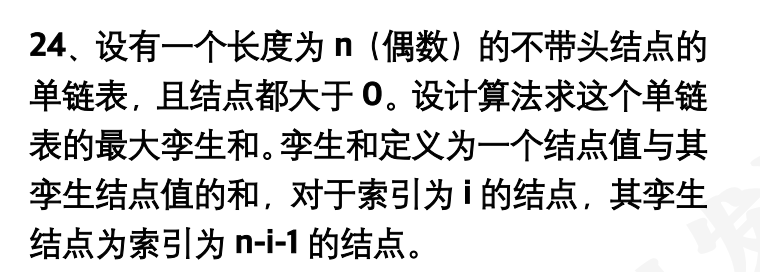 24、设有一个长度为 n（偶数）的不带头结点的
单链表，且结点都大于 0。设计算法求这个单链
表的最大孪生和。孪生和定义为一个结点值与其
孪生结点值的和，对于索引为 i 的结点，其孪生
结点为索引为 n-i-1 的结点。